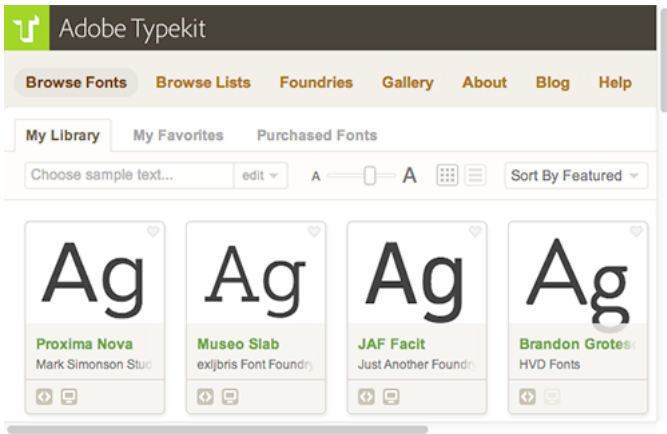 Adobe Typekit
Browse Fonts Browse Lists Foundries Gallery About Blog Help
My Library My Favorites Purchased Fonts
Choose sample text... edit A A Sort By Featured
Ag Ag Ag Ag
Proxima Nova Museo Slab JAF Facit Brandon Grotes
Mark Simonson Stud exljbris Font Foundry Just Another Foundr HVD Fonts